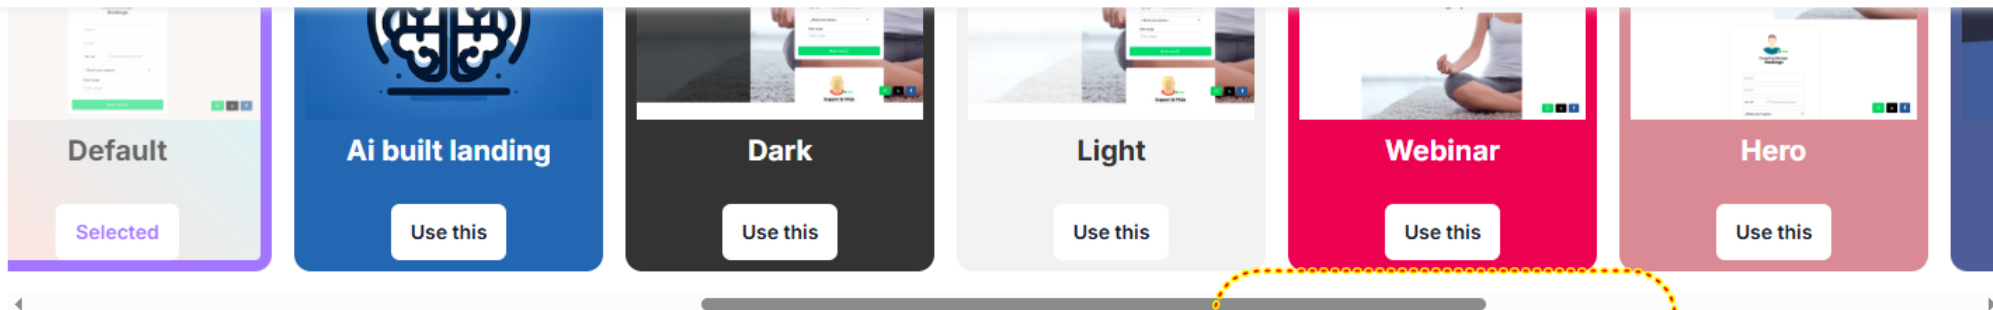 Default
Selected
Ai built landing
Use this
Dark
Use this
Light
Use this
Webinar
Use this
Hero
Use this